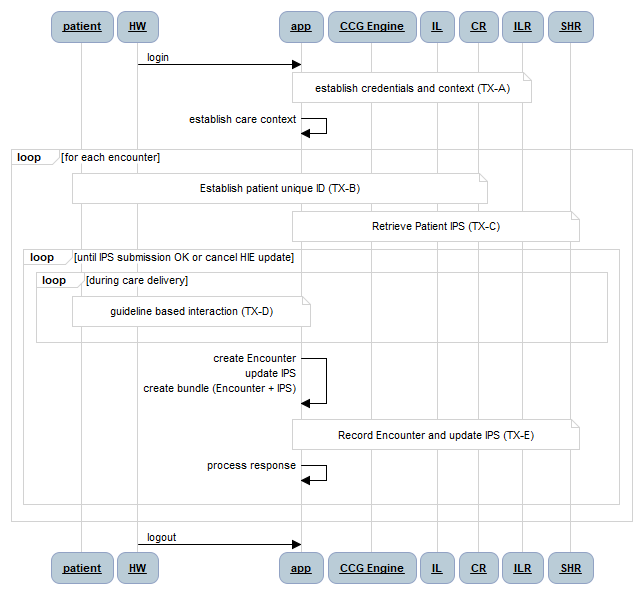 patient HW app CCG Engine IL CR ILR SHR
login
establish credentials and context (TX-A)
establish care context
loop [for each encounter]
Establish patient unique ID (TX-B)
Retrieve Patient IPS (TX-C)
loop [until IPS submission OK or cancel HIE update]
loop [during care delivery]
guideline based interaction (TX-D)
create Encounter
update IPS
create bundle (Encounter + IPS)
Record Encounter and update IPS (TX-E)
process response
logout
patient HW app CCG Engine IL CR ILR SHR